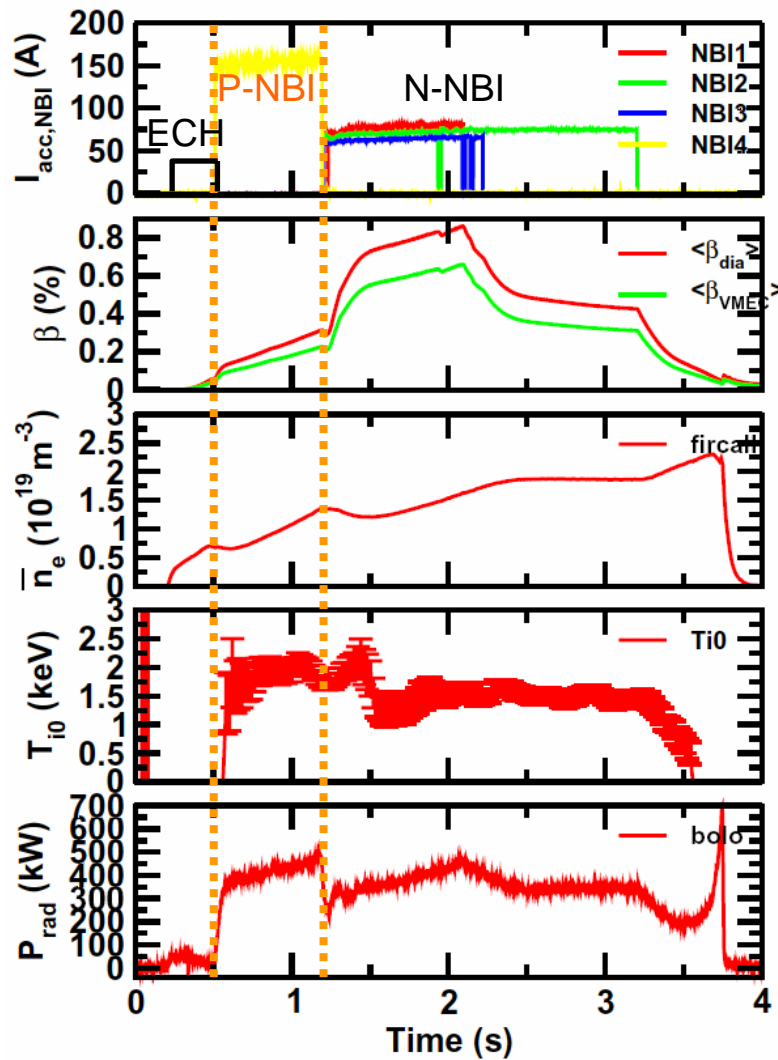 200
150
100
50
0
I_acc,NBI (A)
ECH
P-NBI
N-NBI
NBI1
NBI2
NBI3
NBI4
0.8
0.6
0.4
0.2
0
β (%)
<β_dia>
<β_VMEC>
3
2.5
2
1.5
1
0.5
0
n̅_e (10^19 m^-3)
fircall
3
2.5
2
1.5
1
0.5
0
T_i0 (keV)
Ti0
700
600
500
400
300
200
100
0
P_rad (kW)
bolo
0 1 2 3 4
Time (s)